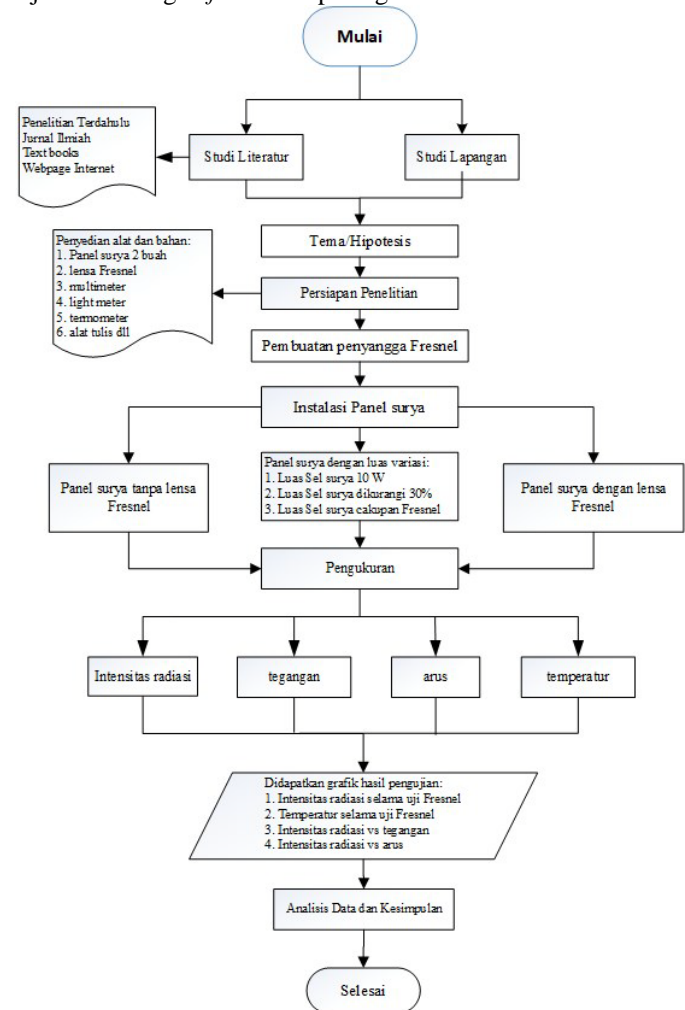 Mulai
Penelitian Terdahulu
Jurnal Ilmiah
Text books
Webpage Internet
Studi Literatur
Studi Lapangan
Tema/Hipotesis
Penyedian alat dan bahan:
1. Panel surya 2 buah
2. lensa Fresnel
3. multimeter
4. light meter
5. termometer
6. alat tulis dll
Persiapan Penelitian
Pembuatan penyangga Fresnel
Instalasi Panel surya
Panel surya tanpa lensa
Fresnel
Panel surya dengan luas variasi:
1. Luas Sel surya 10 W
2. Luas Sel surya dikurangi 30%
3. Luas Sel surya cakupan Fresnel
Panel surya dengan lensa
Fresnel
Pengukuran
Intensitas radiasi
tegangan
arus
temperatur
Didapatkan grafik hasil pengujian:
1. Intensitas radiasi selama uji Fresnel
2. Temperatur selama uji Fresnel
3. Intensitas radiasi vs tegangan
4. Intensitas radiasi vs arus
Analisis Data dan Kesimpulan
Selesai